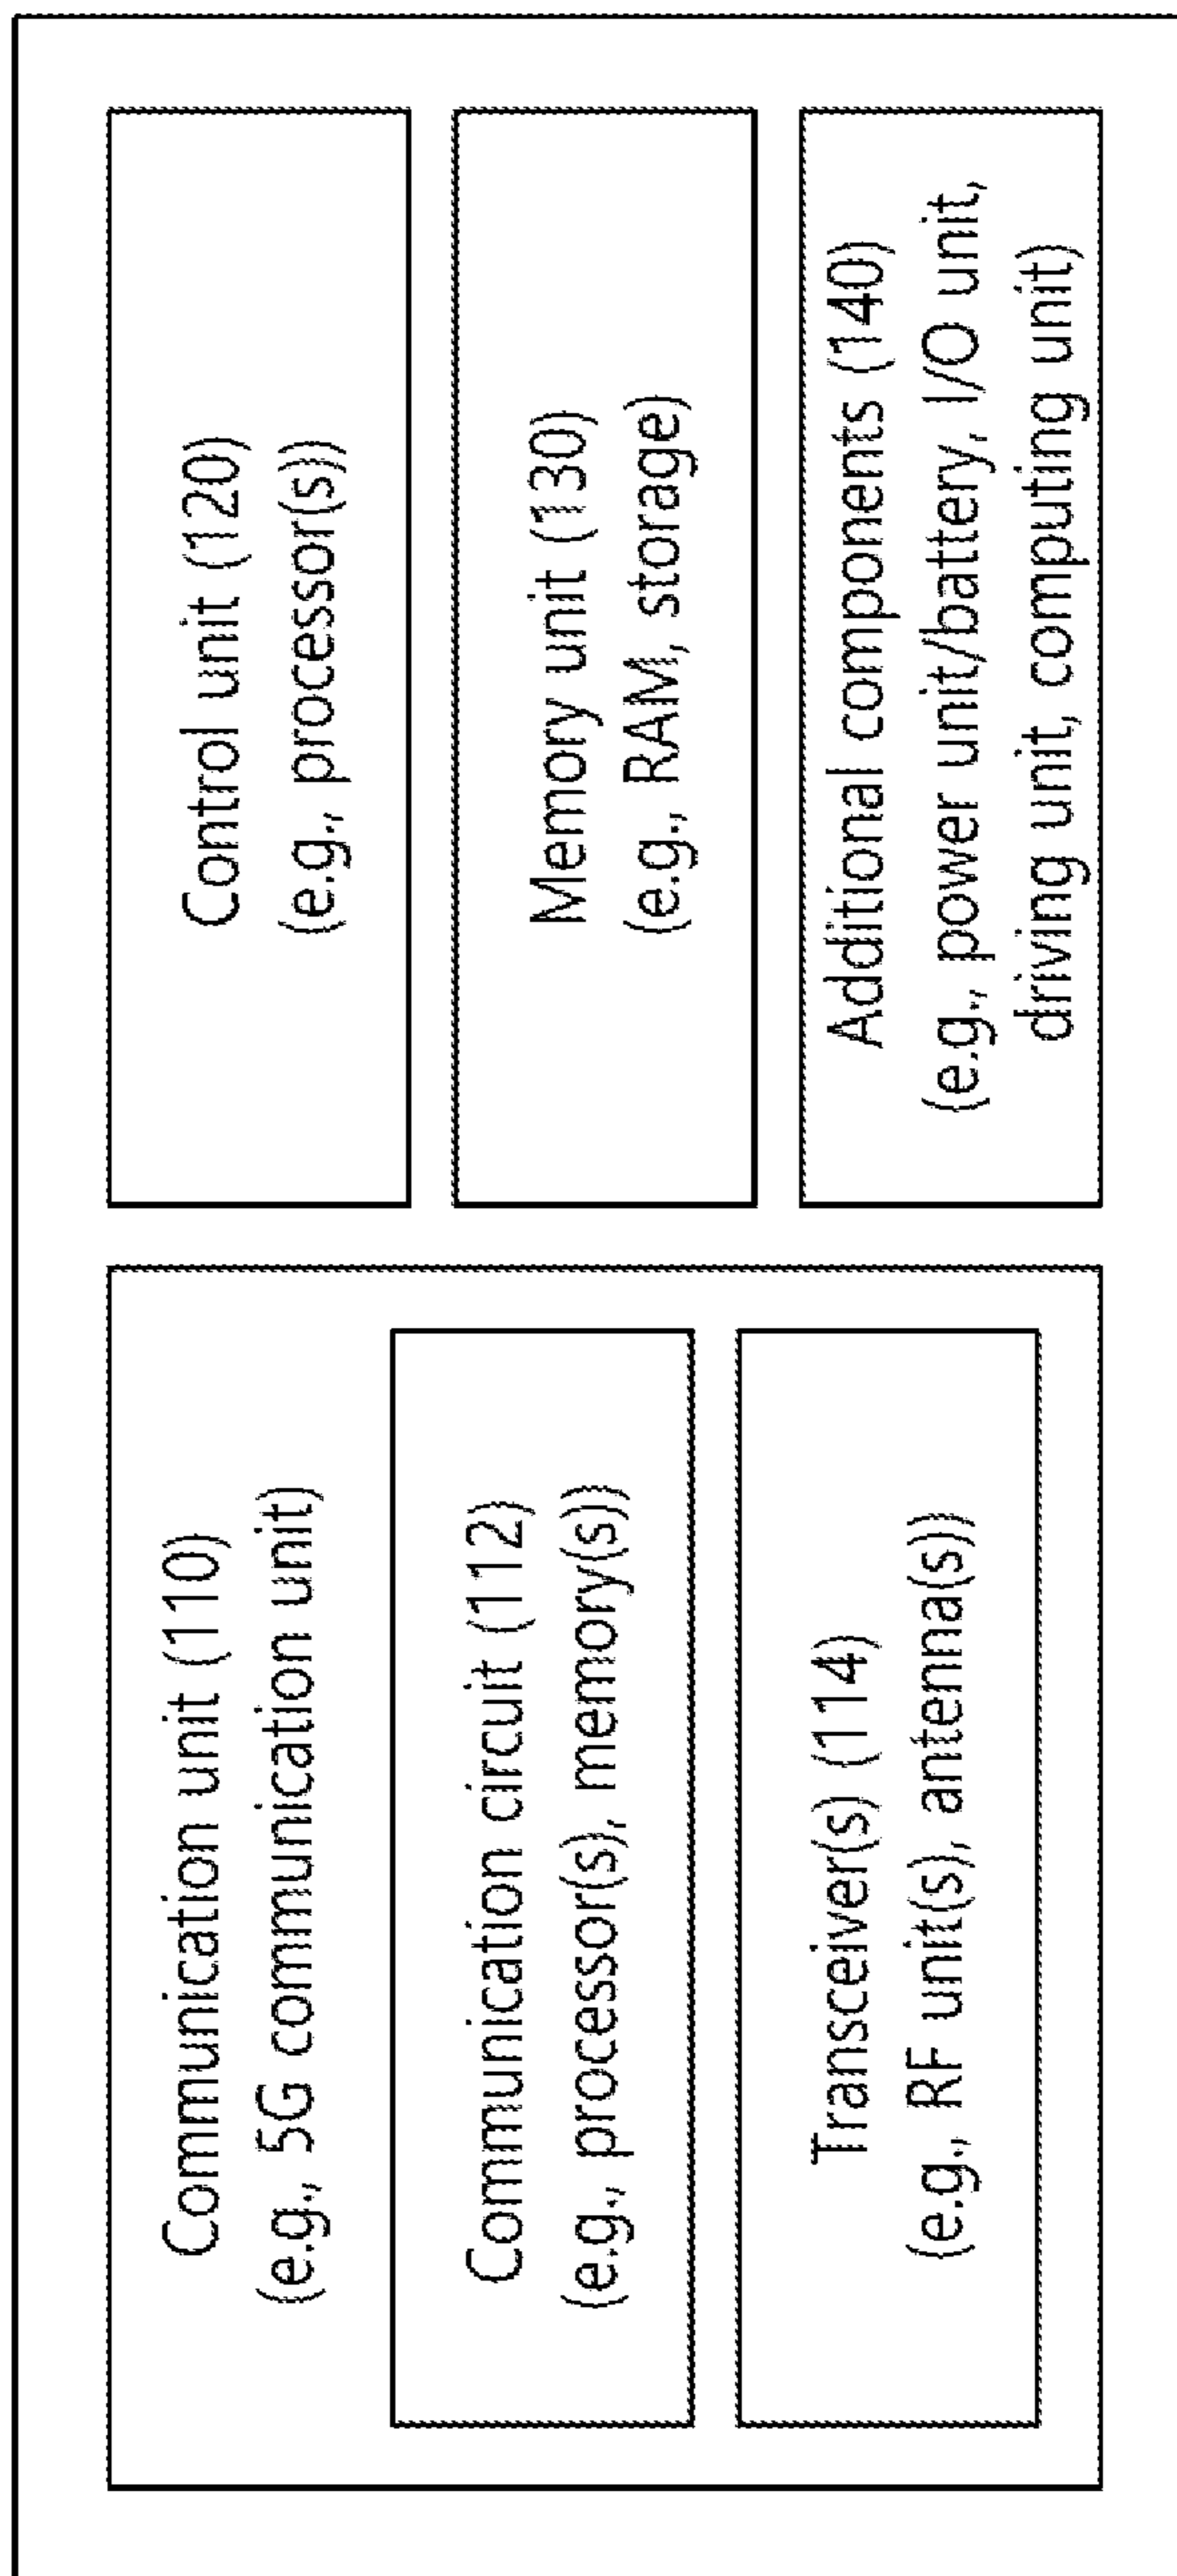 Communication unit (110)
(e.g., 5G communication unit)
Communication circuit (112)
(e.g., processor(s), memory(s))
Transceiver(s) (114)
(e.g., RF unit(s), antenna(s))
Control unit (120)
(e.g., processor(s))
Memory unit (130)
(e.g., RAM, storage)
Additional components (140)
(e.g., power unit/battery, I/O unit,
driving unit, computing unit)